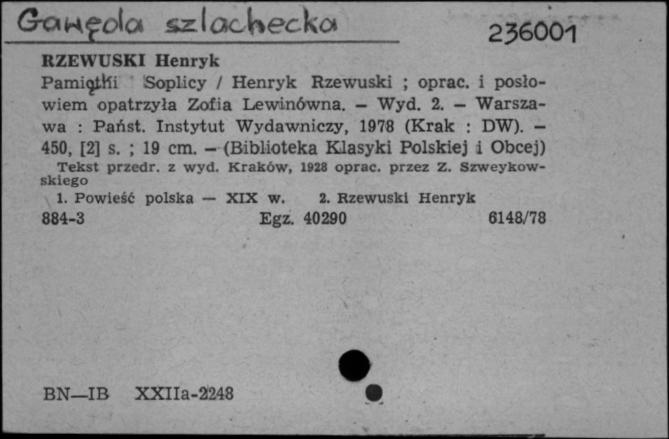 Gawęda szlachecka
236001
RZEWUSKI Henryk
Pamiątki Soplicy / Henryk Rzewuski ; oprac. i posło-
wiem opatrzyła Zofia Lewinówna. — Wyd. 2. — Warsza-
wa : Państ. Instytut Wydawniczy, 1978 (Krak : DW). —
450, [2] s. ; 19 cm. — (Biblioteka Klasyki Polskiej i Obcej)
Tekst przedr. z wyd. Kraków, 1928 oprac. przez Z. Szweykow-
skiego
1. Powieść polska — XIX w. 2. Rzewuski Henryk
884-3 Egz. 40290 6148/78
BN—IB XXIIa-2248